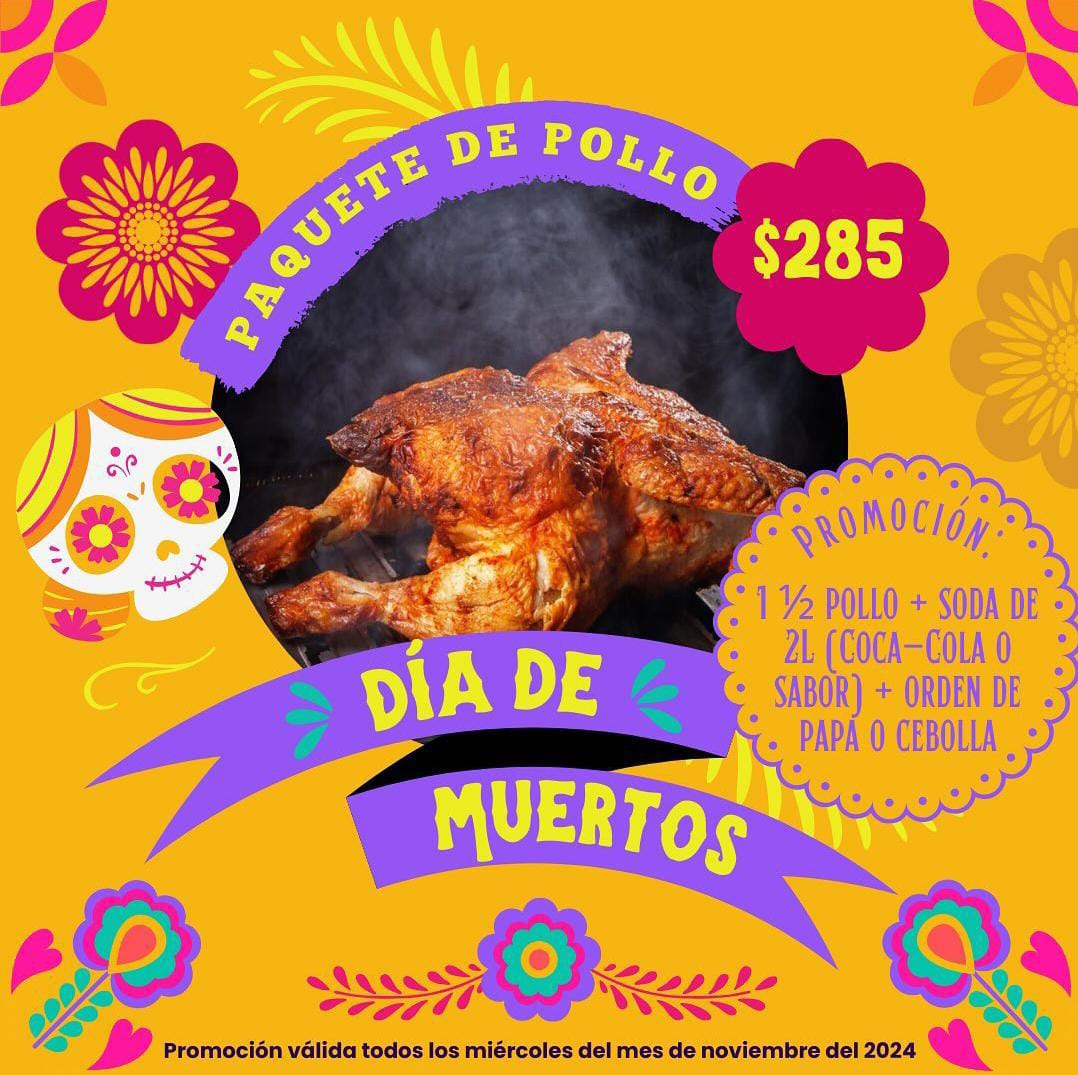 PAQUETE DE POLLO
$285
PROMOCIÓN:
1 ½ POLLO + SODA DE
2L (COCA-COLA O
SABOR) + ORDEN DE
PAPA O CEBOLLA
DÍA DE
MUERTOS
Promoción válida todos los miércoles del mes de noviembre del 2024